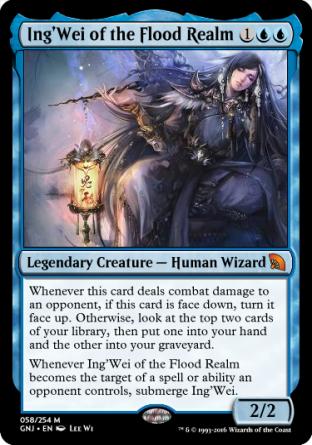 Ing'Wei of the Flood Realm 1
Legendary Creature — Human Wizard
Whenever this card deals combat damage to
an opponent, if this card is face down, turn it
face up. Otherwise, look at the top two cards
of your library, then put one into your hand
and the other into your graveyard.
Whenever Ing'Wei of the Flood Realm
becomes the target of a spell or ability an
opponent controls, submerge Ing'Wei.
2/2
058/254 M
GNJ • EN LEE WI
™ & © 1993-2016 Wizards of the Coast